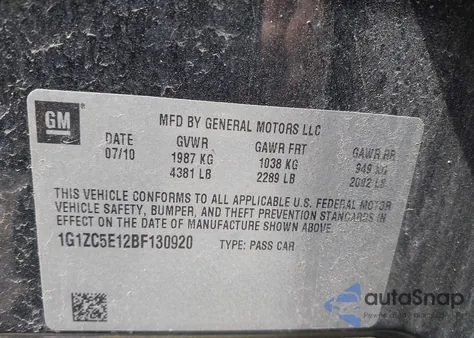 GM
MFD BY GENERAL MOTORS LLC
DATE GVWR GAWR FRT GAWR RR
07/10 1987 KG 1038 KG 949 KG
4381 LB 2289 LB 2092 LB
THIS VEHICLE CONFORMS TO ALL APPLICABLE U.S. FEDERAL MOTOR
VEHICLE SAFETY, BUMPER, AND THEFT PREVENTION STANDARDS IN
EFFECT ON THE DATE OF MANUFACTURE SHOWN ABOVE.
1G1ZC5E12BF130920 TYPE: PASS CAR
autoSnap